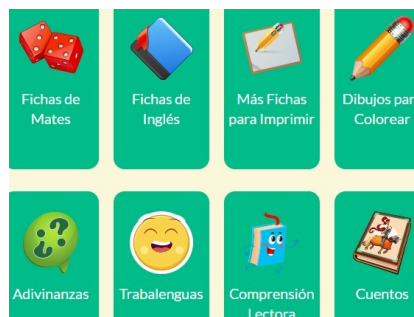 Fichas de
Mates
Fichas de
Inglés
Más Fichas
para Imprimir
Dibujos par
Colorear
Adivinanzas
Trabalenguas
Comprensión
Lectora
Cuentos